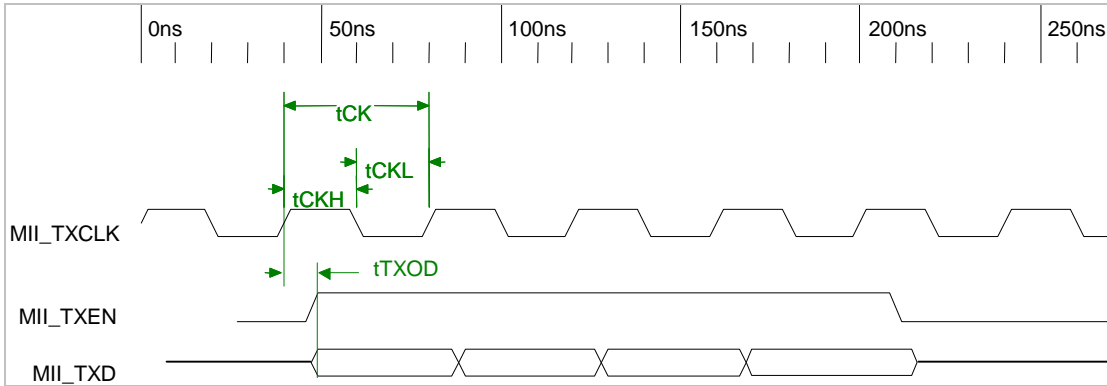 0ns 50ns 100ns 150ns 200ns 250ns
tCK
tCKL
tCKH
MII_TXCLK
tTXOD
MII_TXEN
MII_TXD